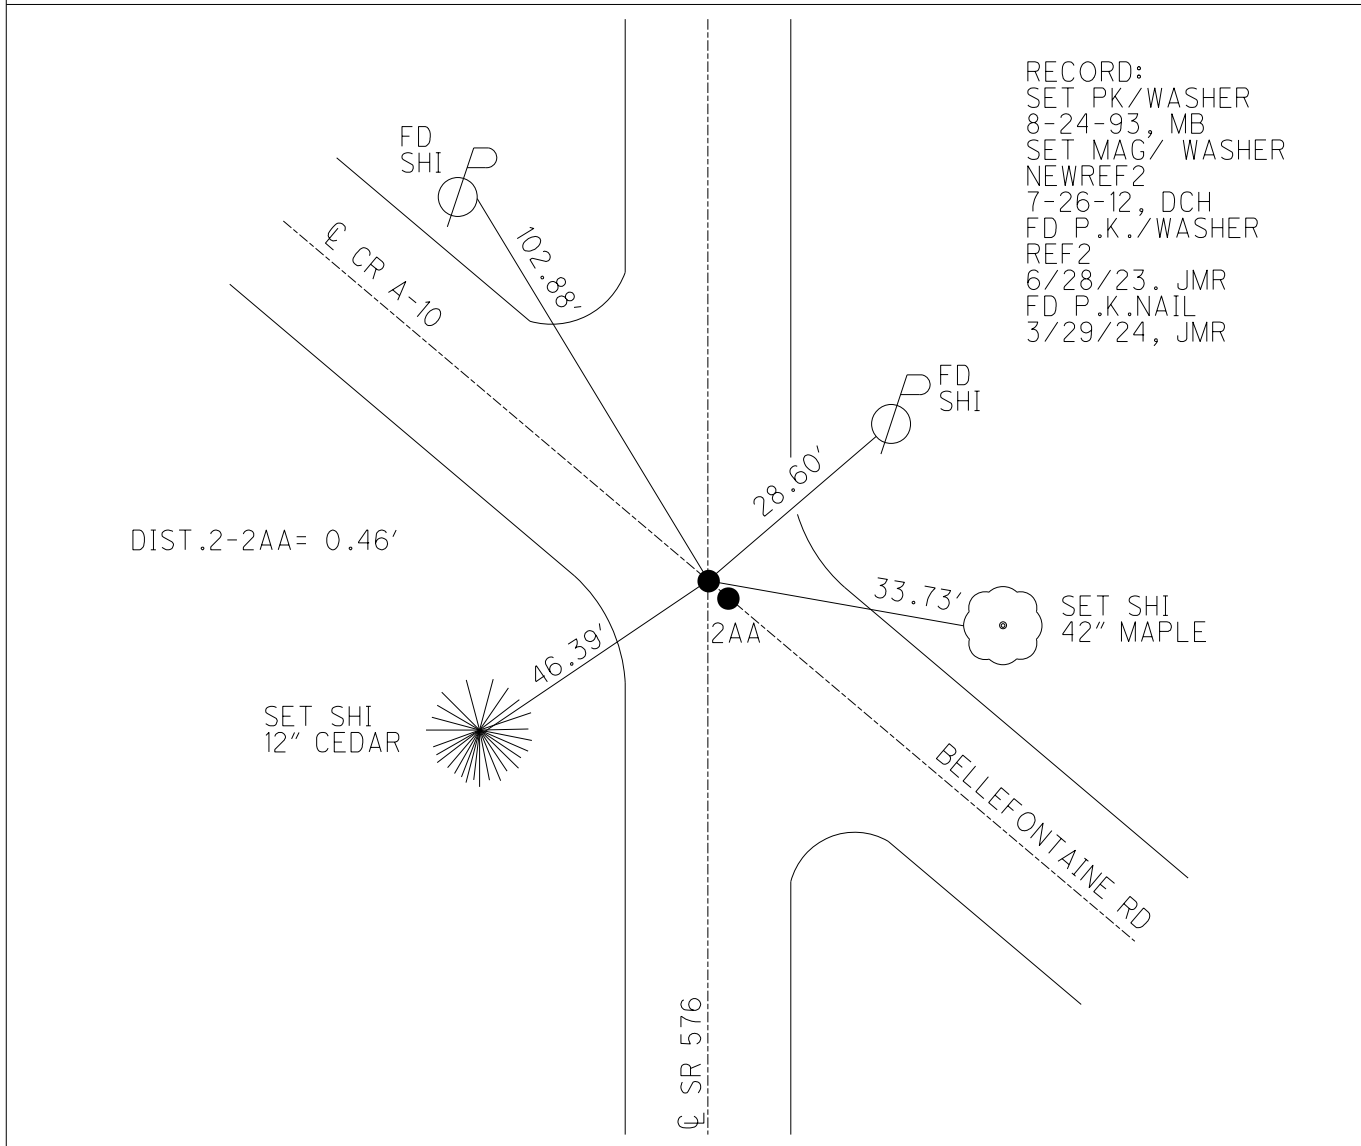 RECORD:
SET PK/WASHER
8-24-93, MB
SET MAG/ WASHER
NEWREF2
7-26-12, DCH
FD P.K./WASHER
REF2
6/28/23. JMR
FD P.K.NAIL
3/29/24, JMR
FD
SHI
102.88'
℄ CR A-10
FD
SHI
28.60'
DIST.2-2AA= 0.46'
33.73'
SET SHI
42" MAPLE
2AA
46.39'
SET SHI
12" CEDAR
BELLEFONTAINE RD
℄ SR 576